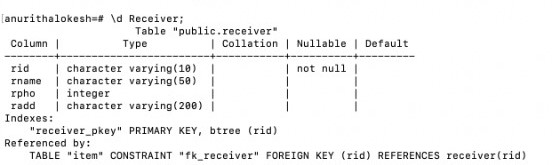 anurithalokesh=# \d Receiver;
Table "public.receiver"
Column | Type | Collation | Nullable | Default
--------+------------------------+-----------+----------+---------
rid | character varying(10) | | not null |
rname | character varying(50) | | |
rpho | integer | | |
radd | character varying(200) | | |
Indexes:
"receiver_pkey" PRIMARY KEY, btree (rid)
Referenced by:
TABLE "item" CONSTRAINT "fk_receiver" FOREIGN KEY (rid) REFERENCES receiver(rid)